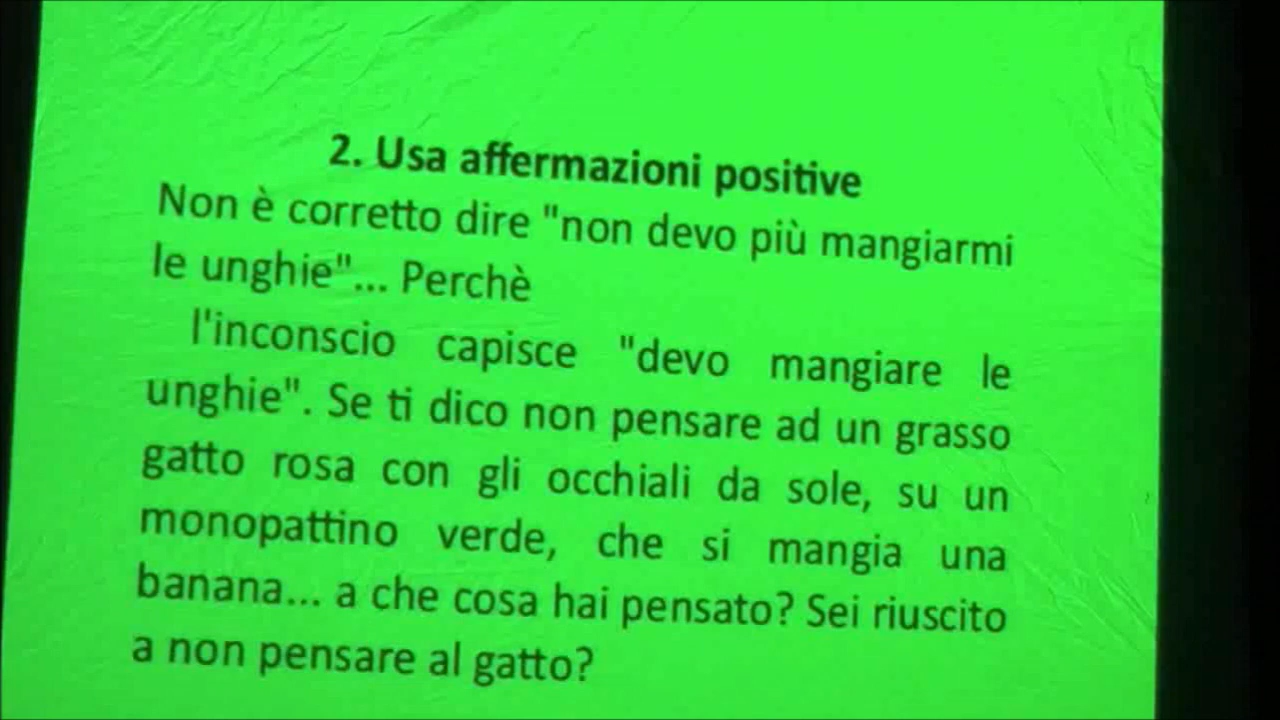 2. Usa affermazioni positive
Non è corretto dire "non devo più mangiarmi
le unghie"... Perchè
l'inconscio capisce "devo mangiare le
unghie". Se ti dico non pensare ad un grasso
gatto rosa con gli occhiali da sole, su un
monopattino verde, che si mangia una
banana... a che cosa hai pensato? Sei riuscito
a non pensare al gatto?